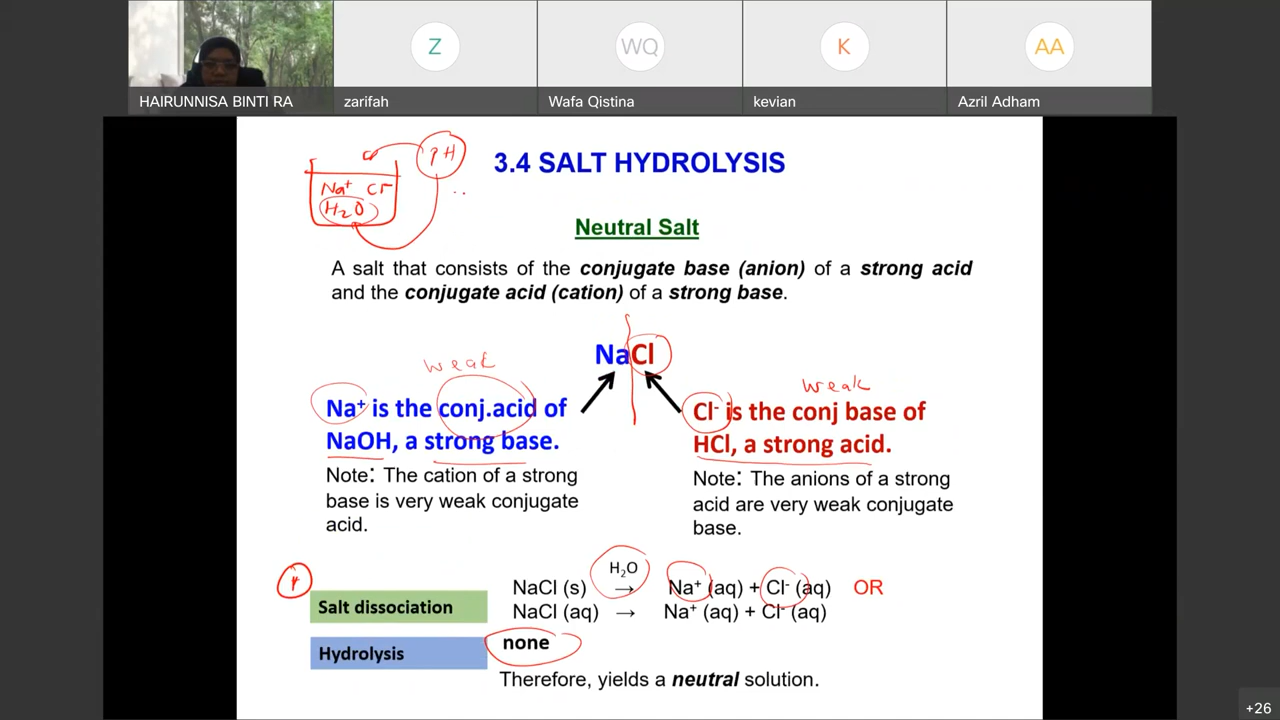 Z
WQ
K
AA
HAIRUNNISA BINTI RA
zarifah
Wafa Qistina
kevian
Azril Adham
pH
Na⁺ Cl⁻
H₂O
3.4 SALT HYDROLYSIS
Neutral Salt
A salt that consists of the conjugate base (anion) of a strong acid
and the conjugate acid (cation) of a strong base.
NaCl
weak
Na⁺ is the conj.acid of
NaOH, a strong base.
Note: The cation of a strong
base is very weak conjugate
acid.
weak
Cl⁻ is the conj base of
HCl, a strong acid.
Note: The anions of a strong
acid are very weak conjugate
base.
Salt dissociation
H₂O
NaCl (s) → Na⁺ (aq) + Cl⁻ (aq) OR
NaCl (aq) → Na⁺ (aq) + Cl⁻ (aq)
Hydrolysis
none
Therefore, yields a neutral solution.
+26